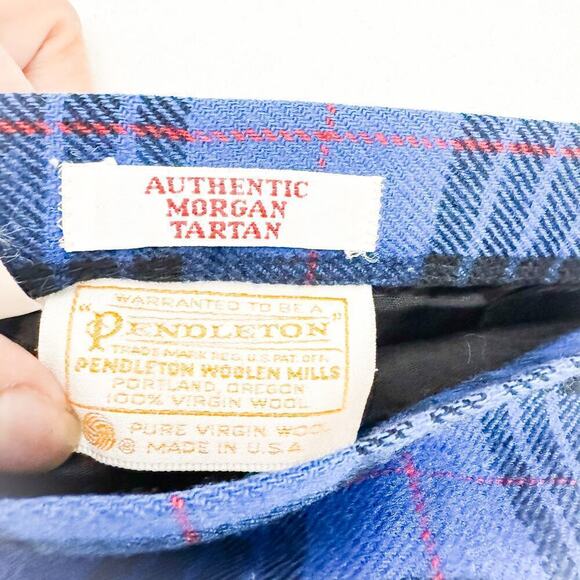 AUTHENTIC
MORGAN
TARTAN
WARRANTED TO BE A
"PENDLETON"
TRADE MARK REG. U.S. PAT. OFF.
PENDLETON WOOLEN MILLS
PORTLAND, OREGON
100% VIRGIN WOOL
PURE VIRGIN WOOL
® MADE IN U.S.A